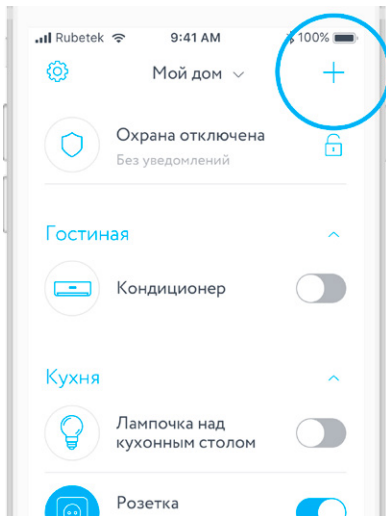 Rubetek 9:41 AM 100%
Мой дом
Охрана отключена
Без уведомлений
Гостиная
Кондиционер
Кухня
Лампочка над
кухонным столом
Розетка